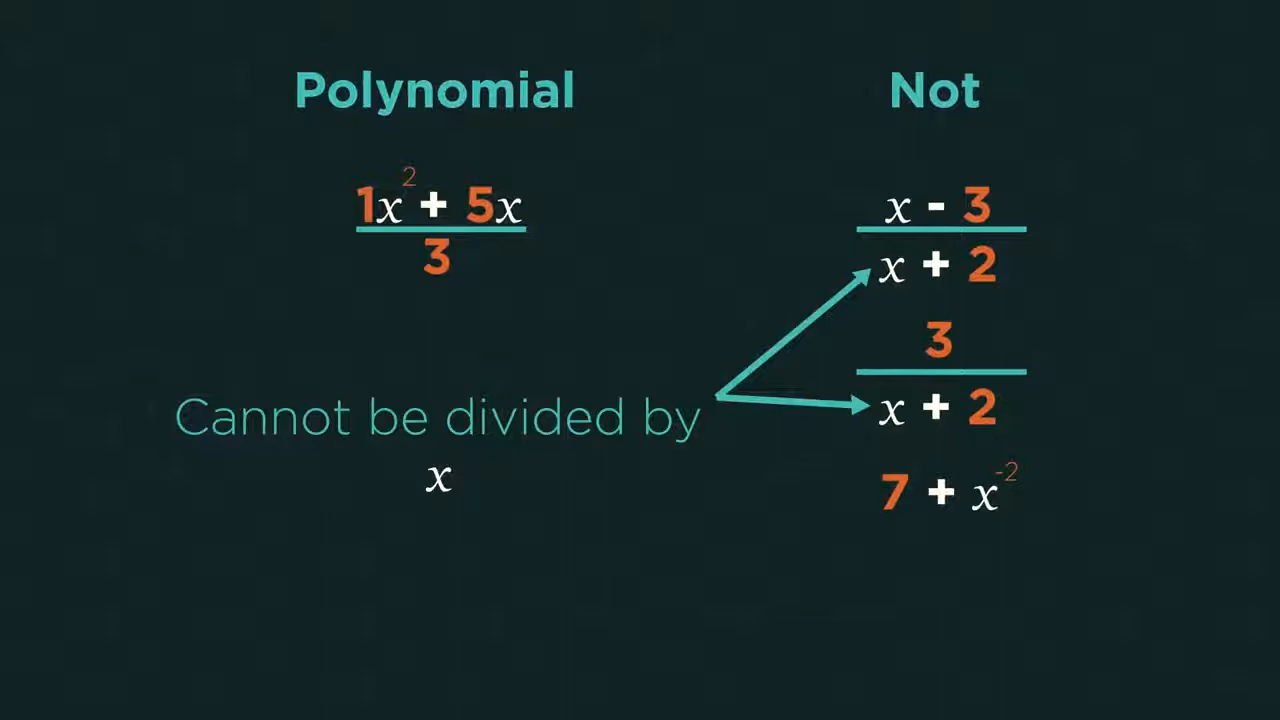 Polynomial
1x² + 5x
3
Cannot be divided by
x
Not
x - 3
x + 2
3
x + 2
7 + x⁻²